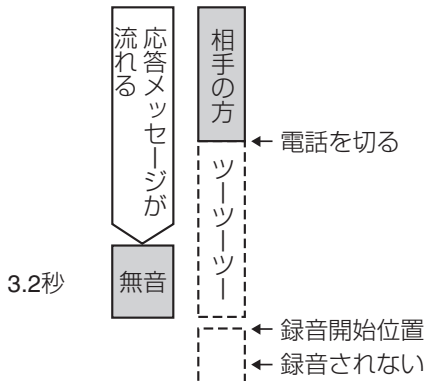 応答メッセージが
流れる
相手の方
電話を切る
ツーツーツー
3.2秒
無音
録音開始位置
録音されない